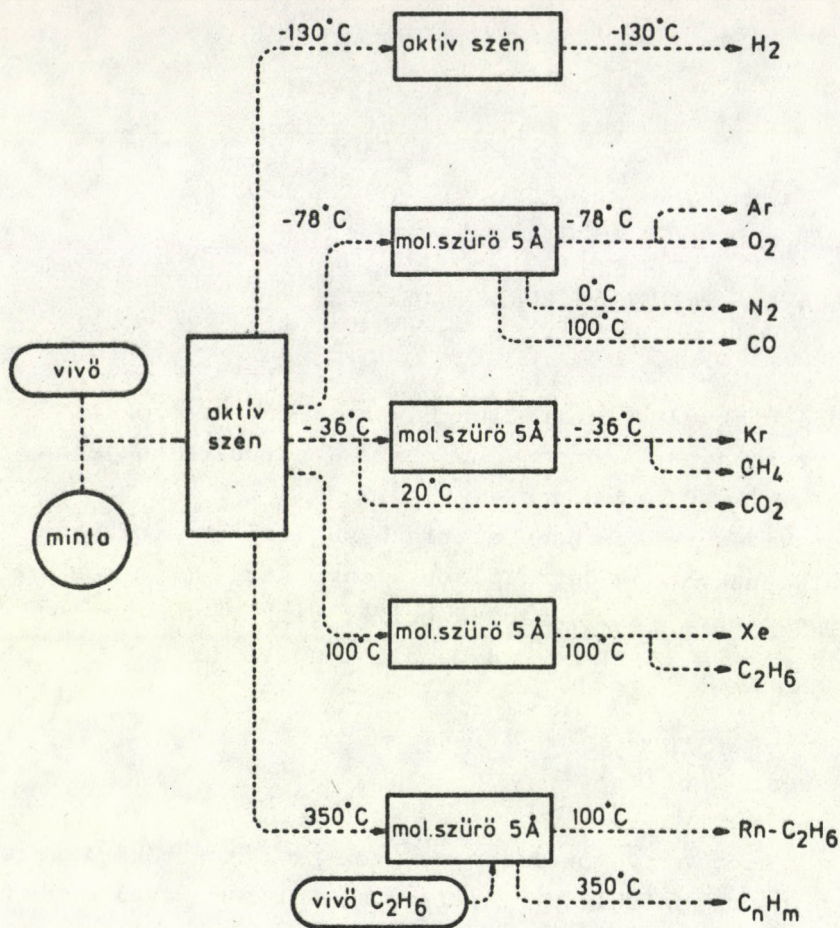 -130°C
aktiv szén
-130°C
H2
-78°C
mol.szürö 5Å
-78°C
Ar
O2
0°C
N2
100°C
CO
vivö
aktív
szén
-36°C
mol.szürö 5Å
-36°C
Kr
CH4
20°C
CO2
minta
100°C
mol.szürö 5Å
100°C
Xe
C2H6
350°C
mol.szürö 5Å
100°C
Rn-C2H6
vivö C2H6
350°C
CnHm